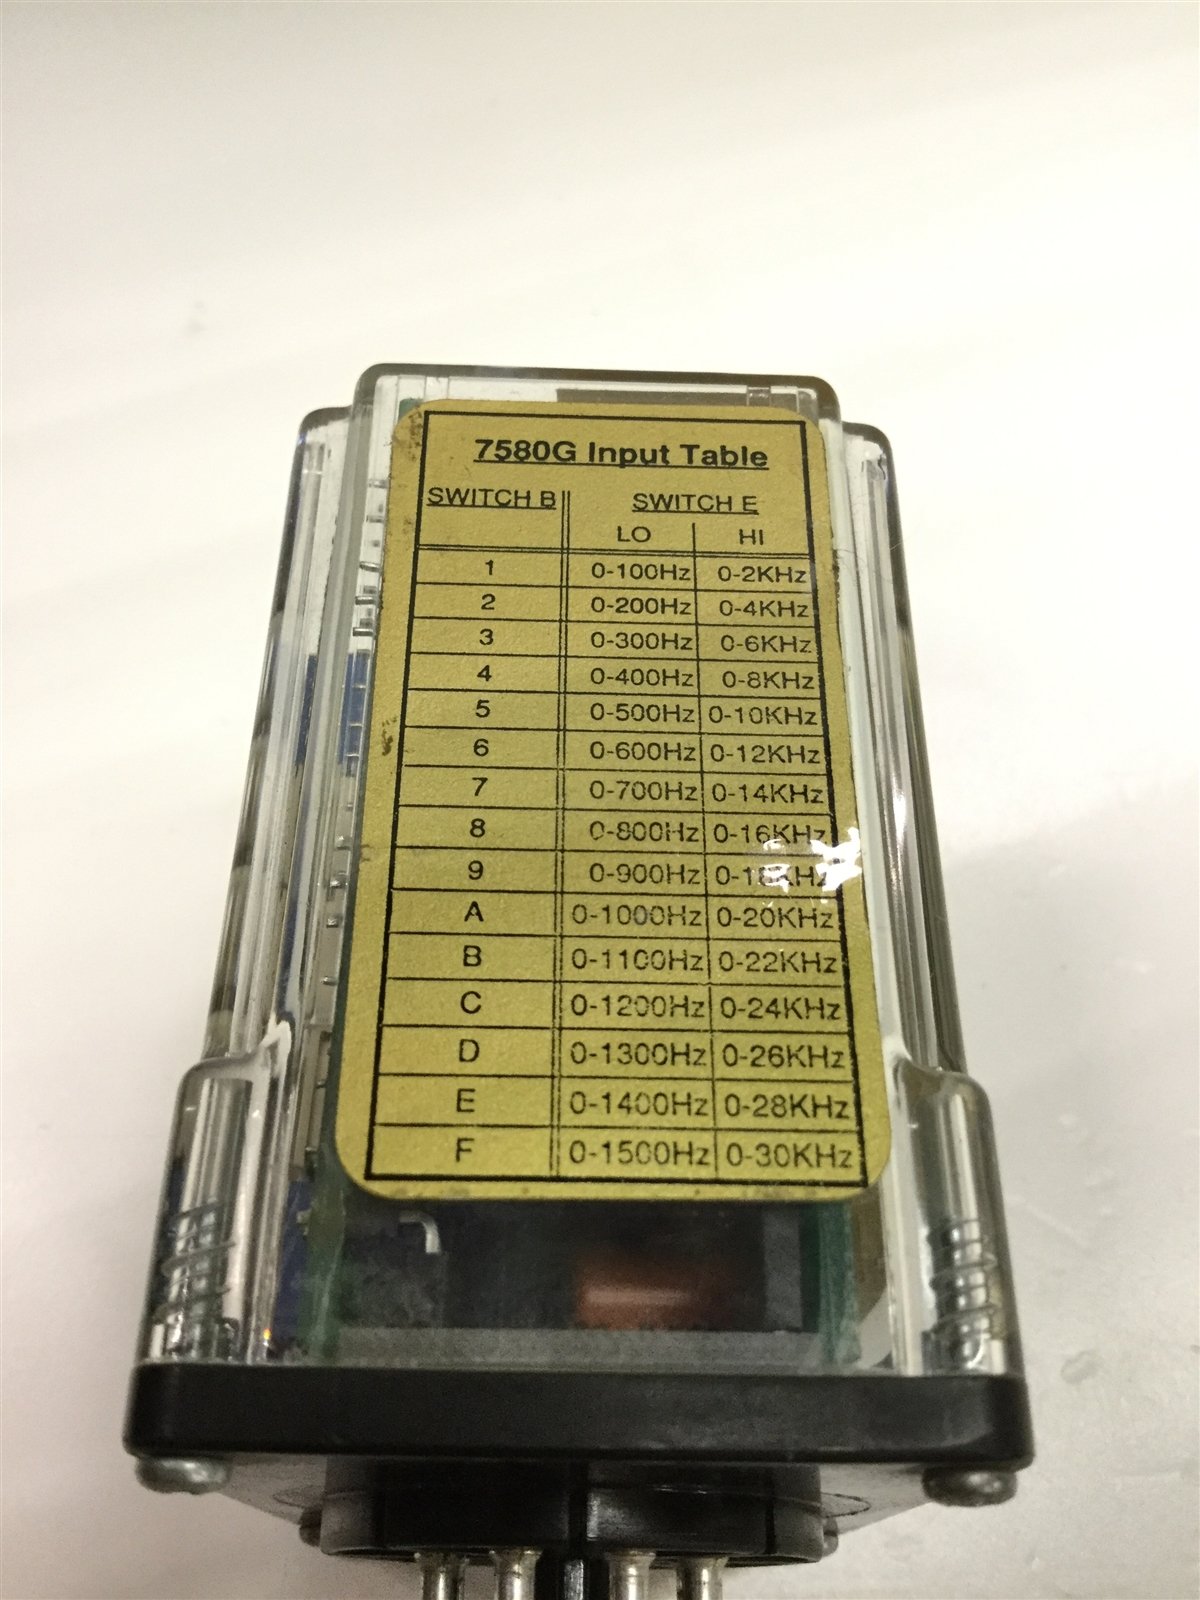 7580G Input Table
SWITCH B SWITCH E
LO HI
1 0-100Hz 0-2KHz
2 0-200Hz 0-4KHz
3 0-300Hz 0-6KHz
4 0-400Hz 0-8KHz
5 0-500Hz 0-10KHz
6 0-600Hz 0-12KHz
7 0-700Hz 0-14KHz
8 0-800Hz 0-16KHz
9 0-900Hz 0-18KHz
A 0-1000Hz 0-20KHz
B 0-1100Hz 0-22KHz
C 0-1200Hz 0-24KHz
D 0-1300Hz 0-26KHz
E 0-1400Hz 0-28KHz
F 0-1500Hz 0-30KHz